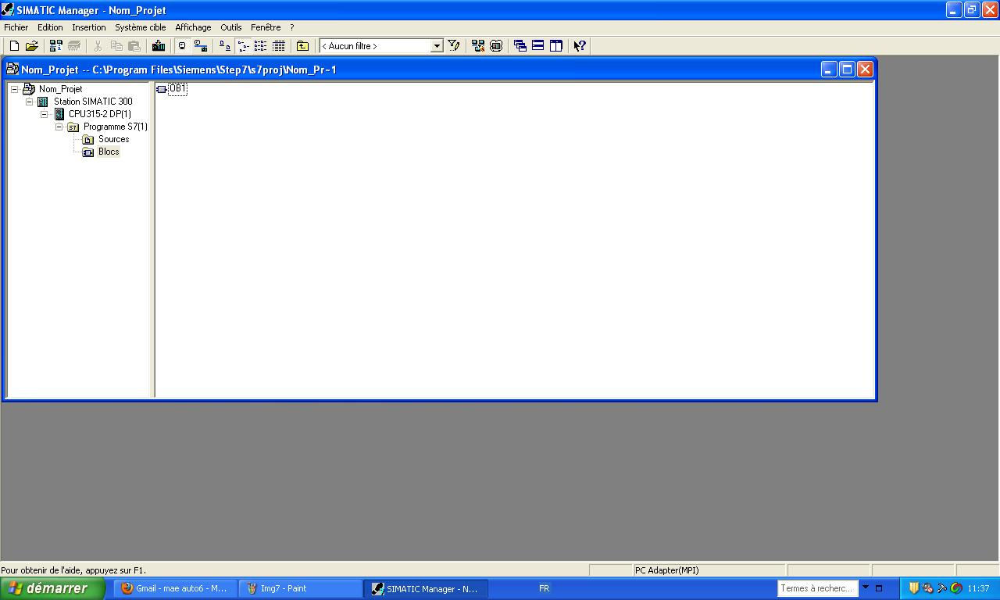 SIMATIC Manager - Nom_Projet
Fichier Edition Insertion Système cible Affichage Outils Fenêtre ?
< Aucun filtre >
Nom_Projet -- C:\Program Files\Siemens\Step7\s7proj\Nom_Pr~1
Nom_Projet
Station SIMATIC 300
CPU315-2 DP(1)
Programme S7(1)
Sources
Blocs
OB1
Pour obtenir de l'aide, appuyez sur F1.
PC Adapter(MPI)
démarrer
Gmail - mae auto6 - M...
Img7 - Paint
SIMATIC Manager - N...
FR
Termes à recherc...
11:37